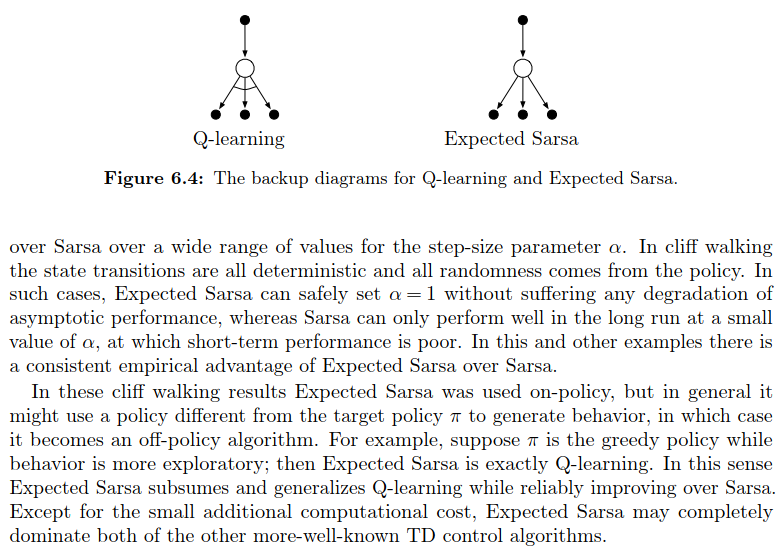 Q-learning Expected Sarsa
Figure 6.4: The backup diagrams for Q-learning and Expected Sarsa.
over Sarsa over a wide range of values for the step-size parameter α. In cliff walking
the state transitions are all deterministic and all randomness comes from the policy. In
such cases, Expected Sarsa can safely set α = 1 without suffering any degradation of
asymptotic performance, whereas Sarsa can only perform well in the long run at a small
value of α, at which short-term performance is poor. In this and other examples there is
a consistent empirical advantage of Expected Sarsa over Sarsa.
In these cliff walking results Expected Sarsa was used on-policy, but in general it
might use a policy different from the target policy π to generate behavior, in which case
it becomes an off-policy algorithm. For example, suppose π is the greedy policy while
behavior is more exploratory; then Expected Sarsa is exactly Q-learning. In this sense
Expected Sarsa subsumes and generalizes Q-learning while reliably improving over Sarsa.
Except for the small additional computational cost, Expected Sarsa may completely
dominate both of the other more-well-known TD control algorithms.